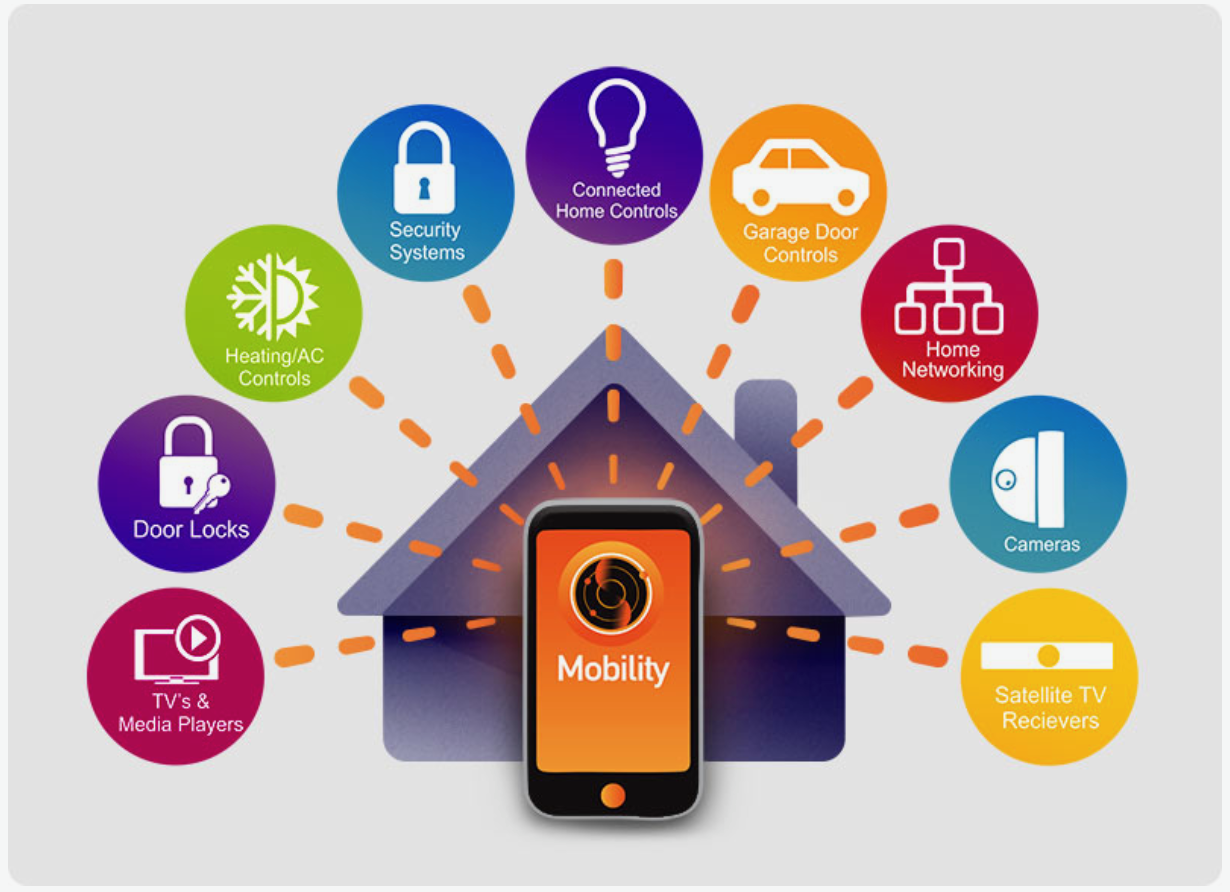 Connected
Home Controls
Security
Systems
Garage Door
Controls
Heating/AC
Controls
Home
Networking
Door Locks
Cameras
TV's &
Media Players
Mobility
Satellite TV
Recievers